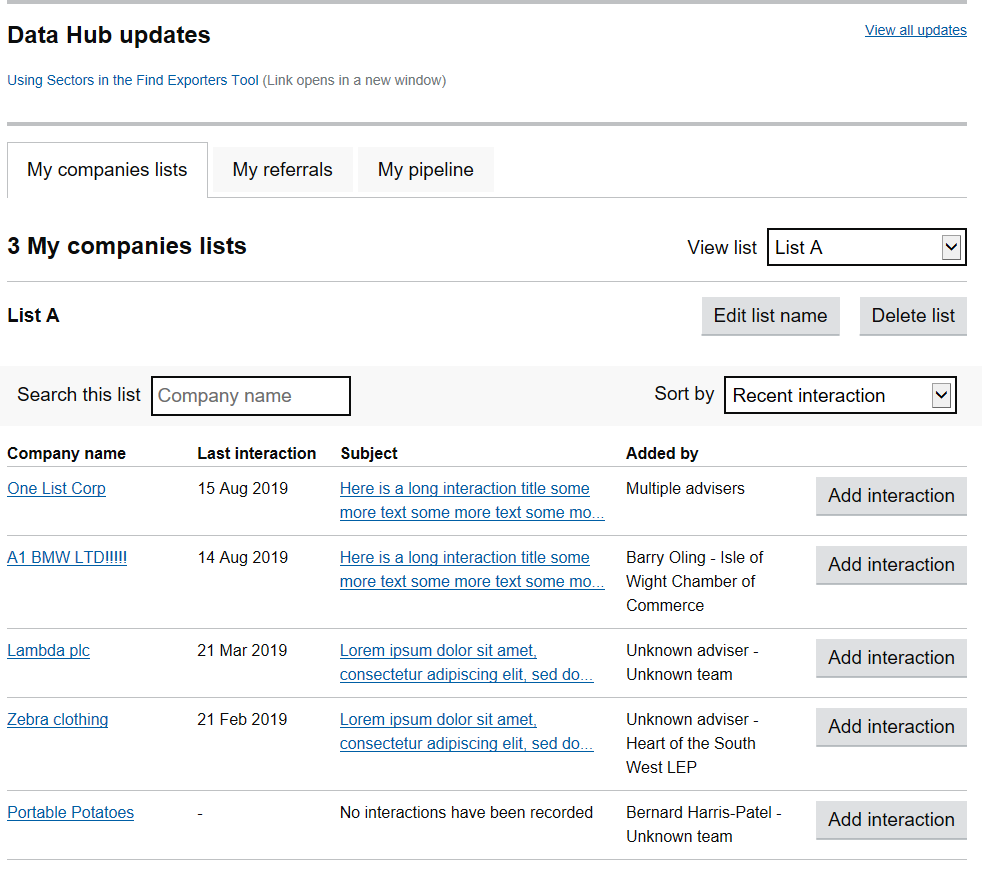 Data Hub updates
View all updates
Using Sectors in the Find Exporters Tool (Link opens in a new window)
My companies lists
My referrals
My pipeline
3 My companies lists
View list
List A
List A
Edit list name
Delete list
Search this list
Company name
Sort by
Recent interaction
Company name
Last interaction
Subject
Added by
One List Corp
15 Aug 2019
Here is a long interaction title some
more text some more text some mo...
Multiple advisers
Add interaction
A1 BMW LTD!!!!!
14 Aug 2019
Here is a long interaction title some
more text some more text some mo...
Barry Oling - Isle of
Wight Chamber of
Commerce
Add interaction
Lambda plc
21 Mar 2019
Lorem ipsum dolor sit amet,
consectetur adipiscing elit, sed do...
Unknown adviser -
Unknown team
Add interaction
Zebra clothing
21 Feb 2019
Lorem ipsum dolor sit amet,
consectetur adipiscing elit, sed do...
Unknown adviser -
Heart of the South
West LEP
Add interaction
Portable Potatoes
-
No interactions have been recorded
Bernard Harris-Patel -
Unknown team
Add interaction